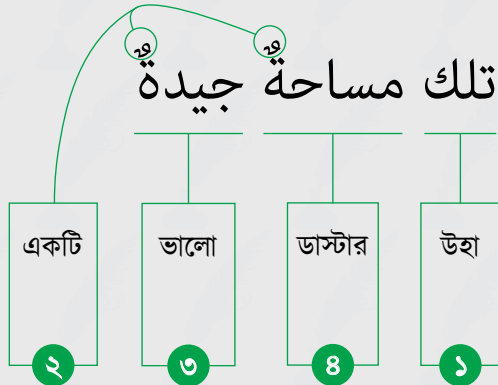 تلك مساحةٌ جيدةٌ
একটি ভালো ডাস্টার উহা
২ ৩ ৪ ১